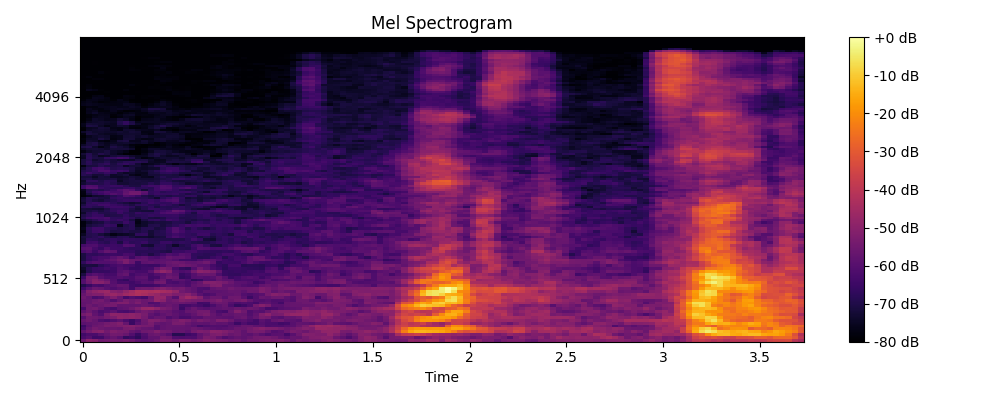 Mel Spectrogram
Hz
4096
2048
1024
512
0
0
0.5
1
1.5
2
2.5
3
3.5
Time
+0 dB
-10 dB
-20 dB
-30 dB
-40 dB
-50 dB
-60 dB
-70 dB
-80 dB